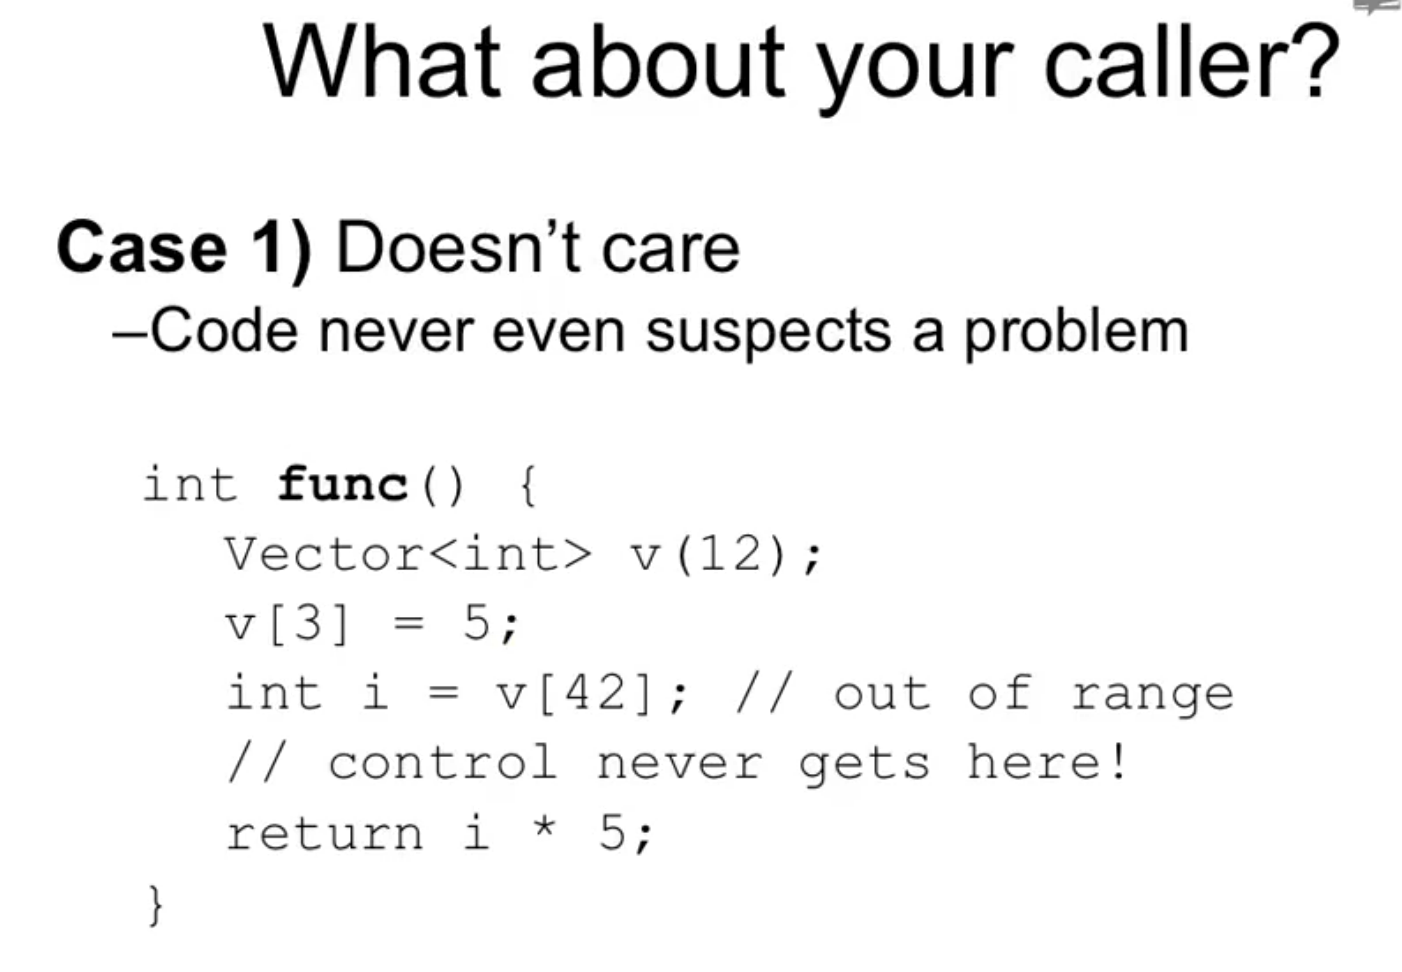 What about your caller?
Case 1) Doesn’t care
–Code never even suspects a problem
int func() {
Vector<int> v(12);
v[3] = 5;
int i = v[42]; // out of range
// control never gets here!
return i * 5;
}